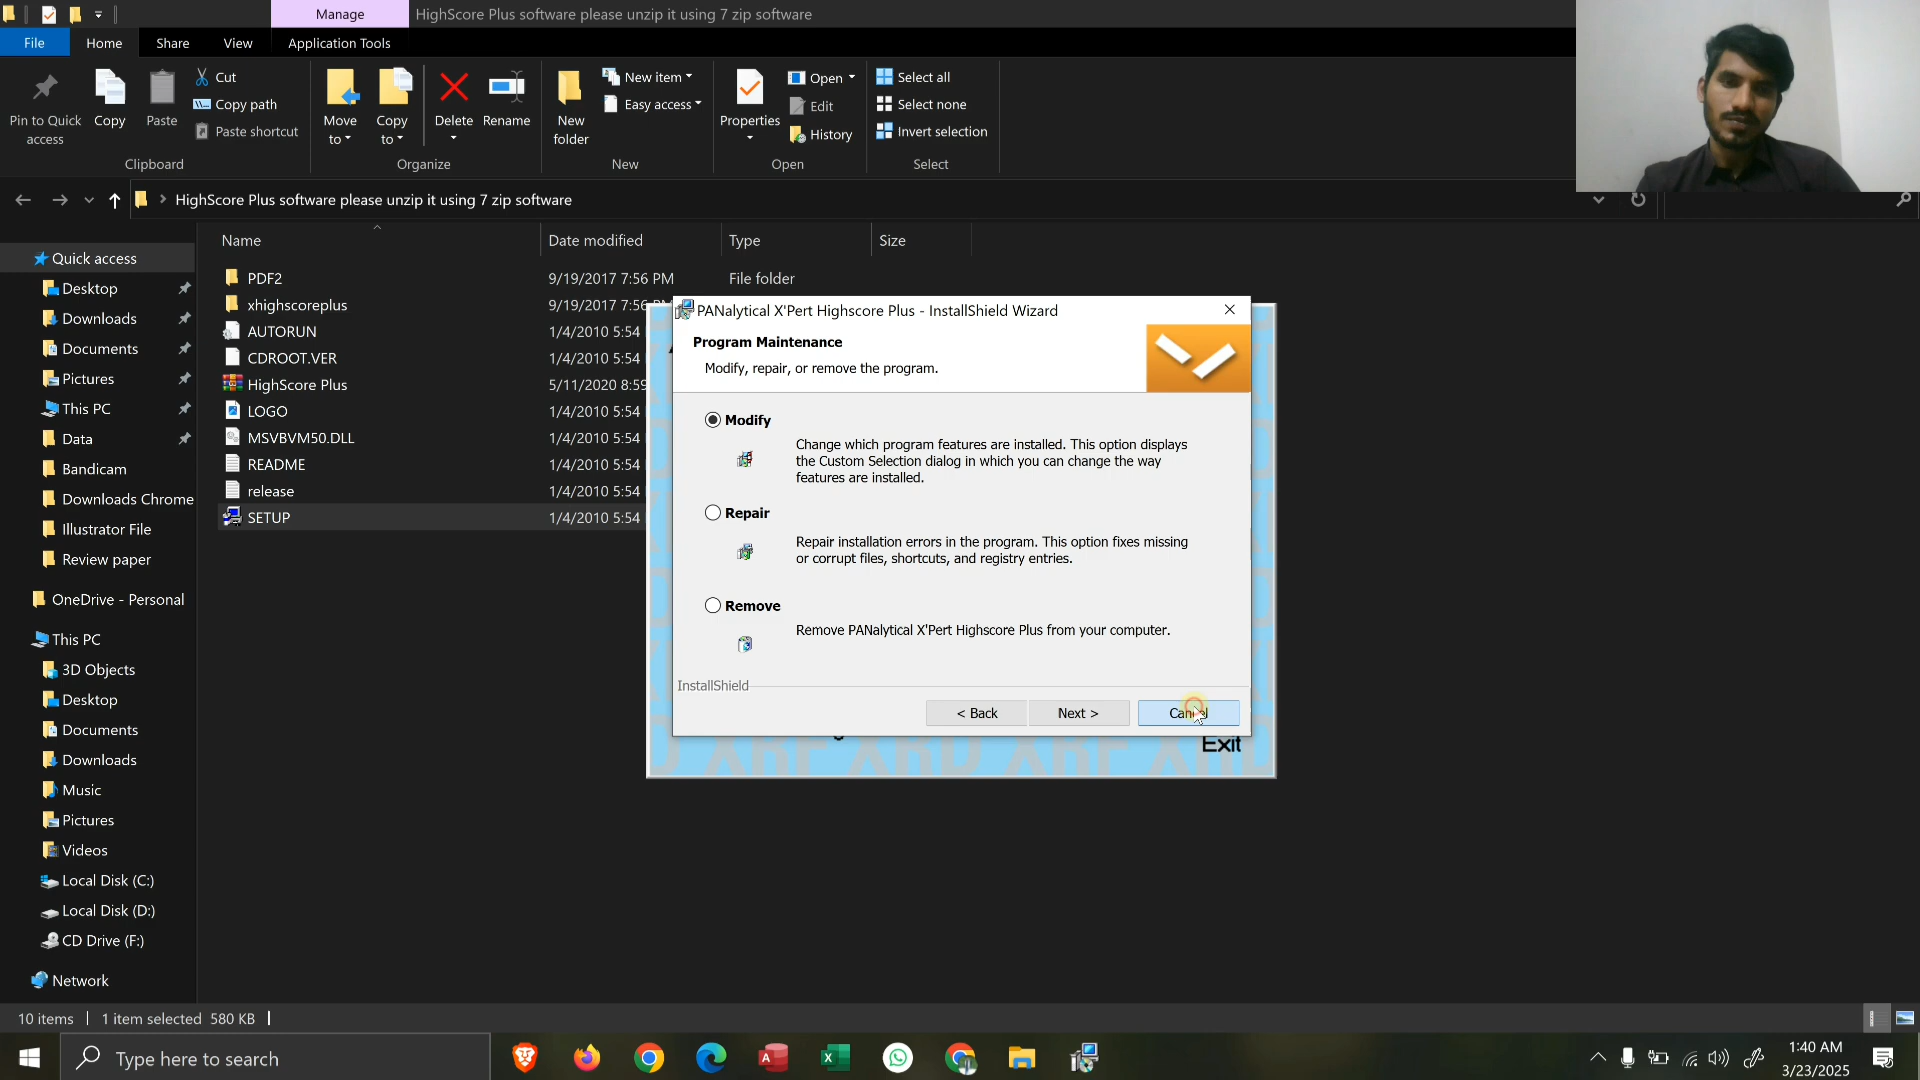 Manage
HighScore Plus software please unzip it using 7 zip software
File
Home
Share
View
Application Tools
Pin to Quick access
Copy
Paste
Cut
Copy path
Paste shortcut
Clipboard
Move to
Copy to
Delete
Rename
Organize
New folder
New item
Easy access
New
Properties
Open
Edit
History
Open
Select all
Select none
Invert selection
Select
HighScore Plus software please unzip it using 7 zip software
Name
Date modified
Type
Size
PDF2 9/19/2017 7:56 PM File folder
xhighscoreplus 9/19/2017 7:56
AUTORUN 1/4/2010 5:54
CDROOT.VER 1/4/2010 5:54
HighScore Plus 5/11/2020 8:59
LOGO 1/4/2010 5:54
MSVBVM50.DLL 1/4/2010 5:54
README 1/4/2010 5:54
release 1/4/2010 5:54
SETUP 1/4/2010 5:54
Quick access
Desktop
Downloads
Documents
Pictures
This PC
Data
Bandicam
Downloads Chrome
Illustrator File
Review paper
OneDrive - Personal
This PC
3D Objects
Desktop
Documents
Downloads
Music
Pictures
Videos
Local Disk (C:)
Local Disk (D:)
CD Drive (F:)
Network
PANalytical X'Pert Highscore Plus - InstallShield Wizard
Program Maintenance
Modify, repair, or remove the program.
Modify
Change which program features are installed. This option displays
the Custom Selection dialog in which you can change the way
features are installed.
Repair
Repair installation errors in the program. This option fixes missing
or corrupt files, shortcuts, and registry entries.
Remove
Remove PANalytical X'Pert Highscore Plus from your computer.
InstallShield
< Back
Next >
Cancel
Exit
10 items
1 item selected 580 KB
Type here to search
1:40 AM
3/23/2025